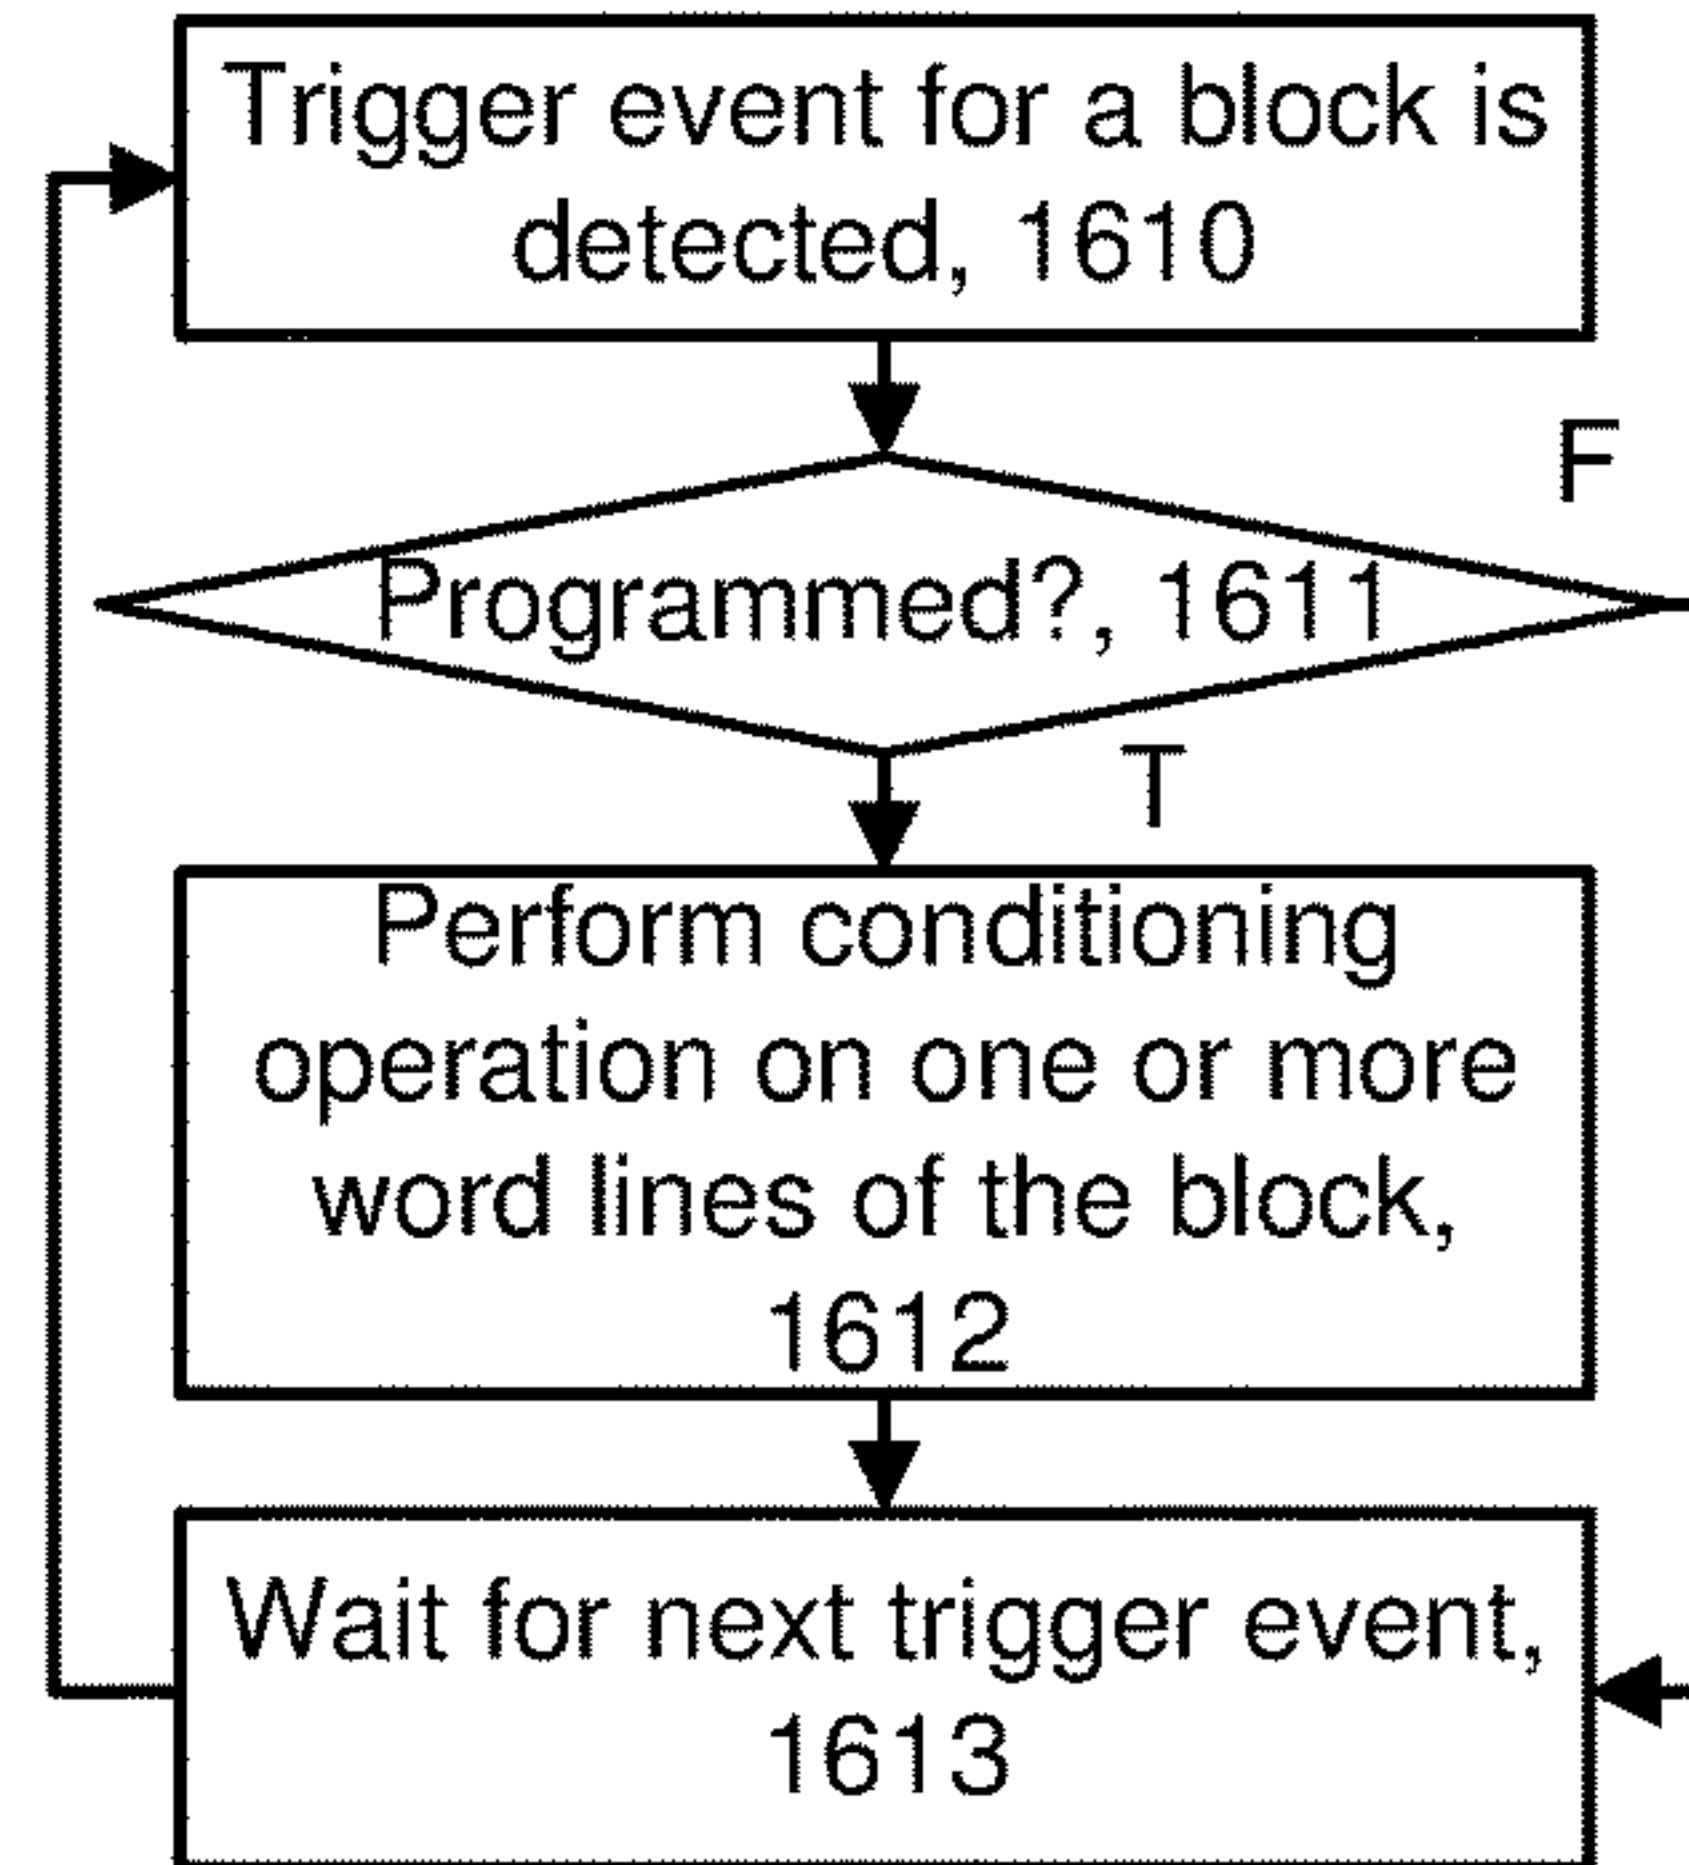 Trigger event for a block is
detected, 1610
F
Programmed?, 1611
T
Perform conditioning
operation on one or more
word lines of the block,
1612
Wait for next trigger event,
1613